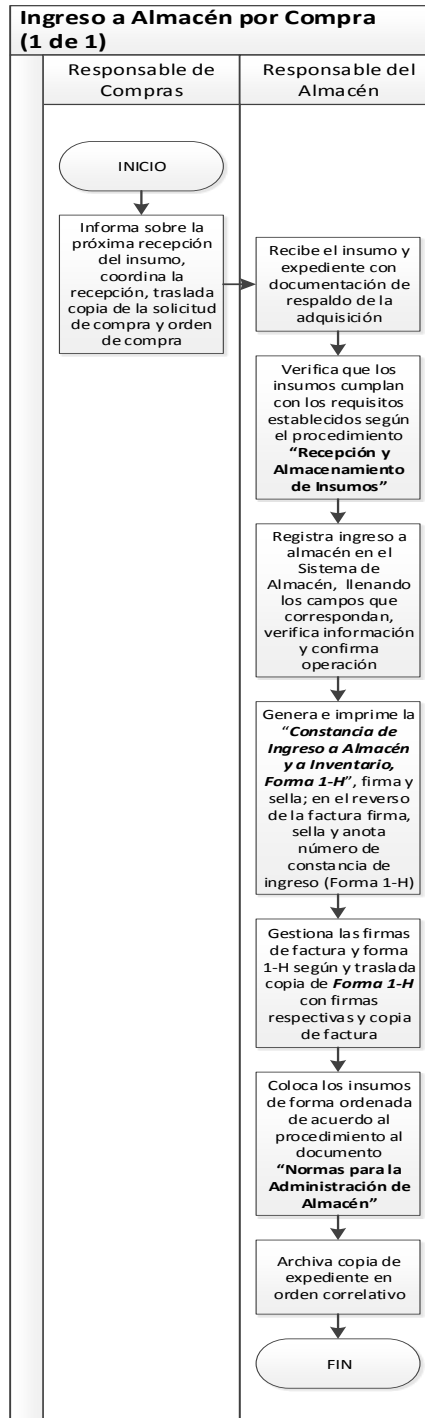 Ingreso a Almacén por Compra
(1 de 1)
Responsable de
Compras
Responsable del
Almacén
INICIO
Informa sobre la
próxima recepción
del insumo,
coordina la
recepción, traslada
copia de la solicitud
de compra y orden
de compra
Recibe el insumo y
expediente con
documentación de
respaldo de la
adquisición
Verifica que los
insumos cumplan
con los requisitos
establecidos según
el procedimiento
“Recepción y
Almacenamiento
de Insumos”
Registra ingreso a
almacén en el
Sistema de
Almacén, llenando
los campos que
correspondan,
verifica información
y confirma
operación
Genera e imprime la
“Constancia de
Ingreso a Almacén
y a Inventario,
Forma 1-H”, firma y
sella; en el reverso
de la factura firma,
sella y anota
número de
constancia de
ingreso (Forma 1-H)
Gestiona las firmas
de factura y forma
1-H según y traslada
copia de Forma 1-H
con firmas
respectivas y copia
de factura
Coloca los insumos
de forma ordenada
de acuerdo al
procedimiento al
documento
“Normas para la
Administración de
Almacén”
Archiva copia de
expediente en
orden correlativo
FIN